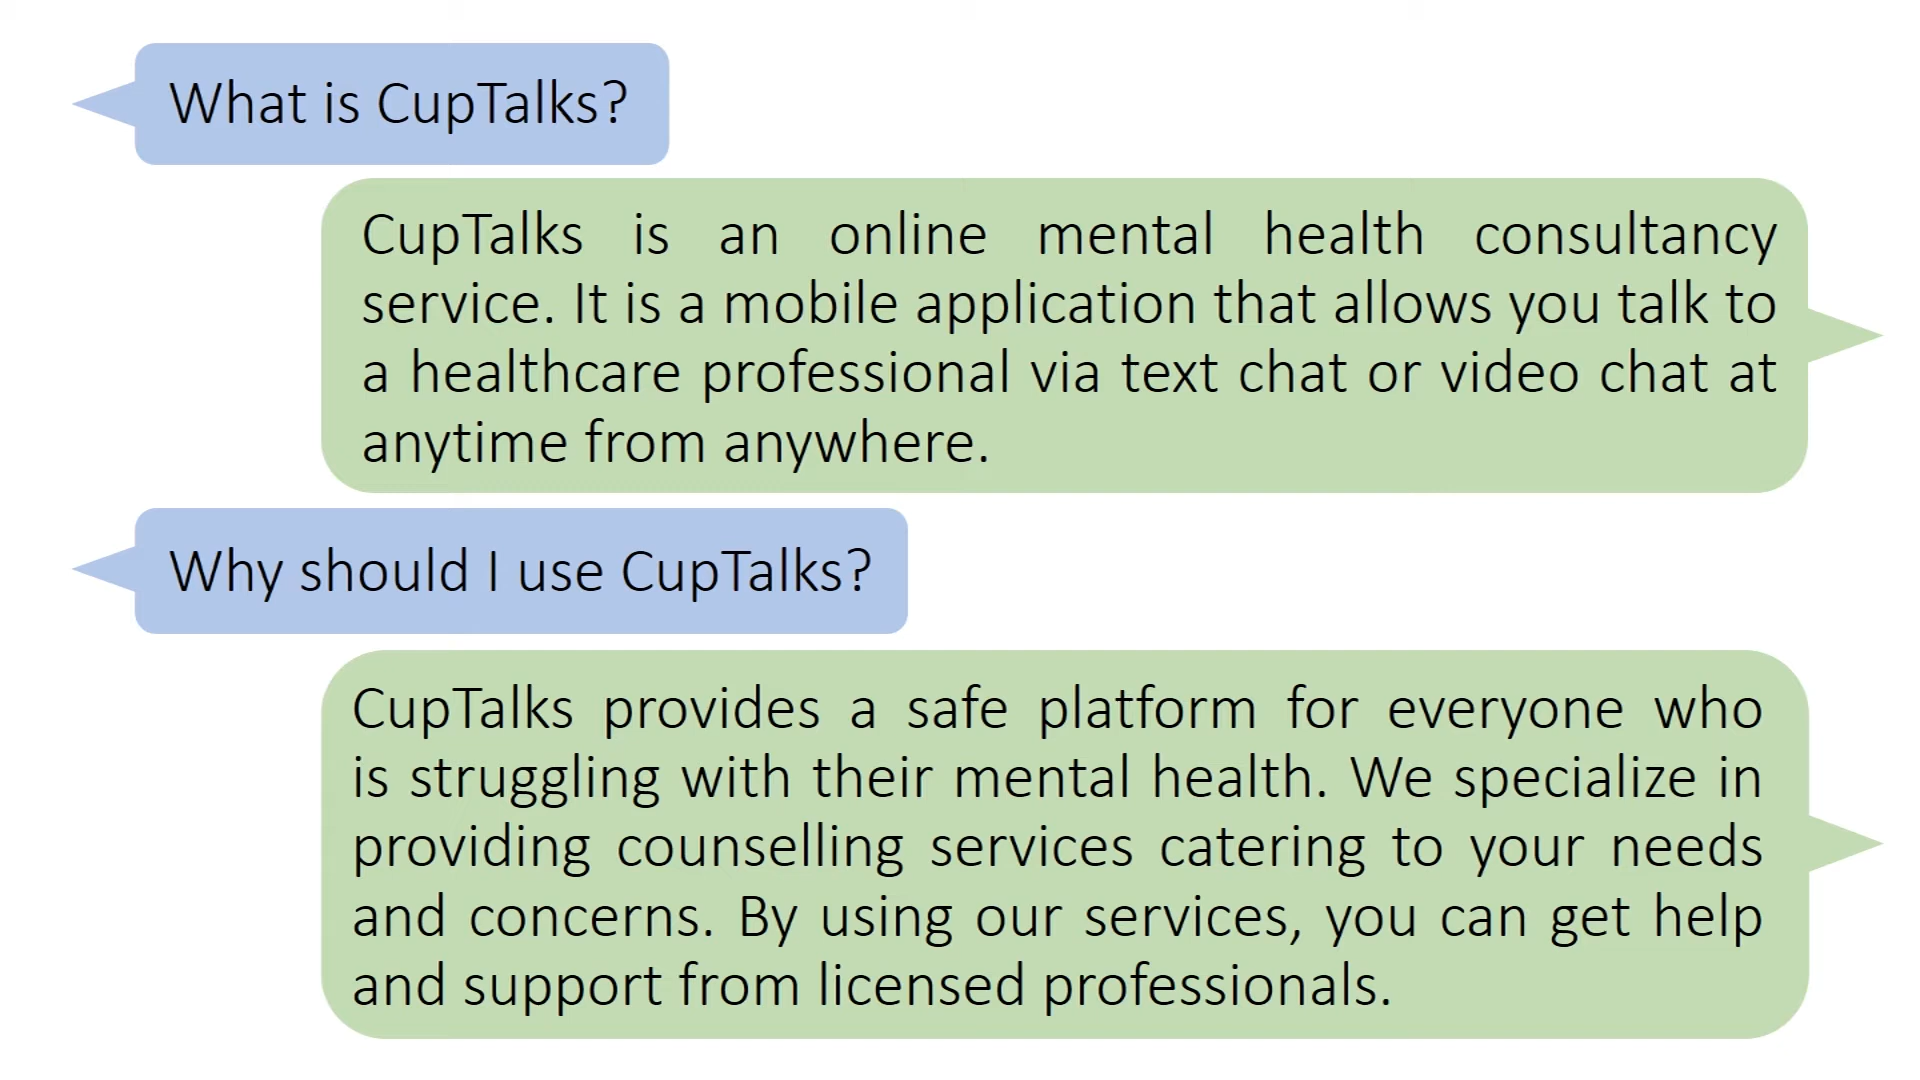 What is CupTalks?
CupTalks is an online mental health consultancy
service. It is a mobile application that allows you talk to
a healthcare professional via text chat or video chat at
anytime from anywhere.
Why should I use CupTalks?
CupTalks provides a safe platform for everyone who
is struggling with their mental health. We specialize in
providing counselling services catering to your needs
and concerns. By using our services, you can get help
and support from licensed professionals.